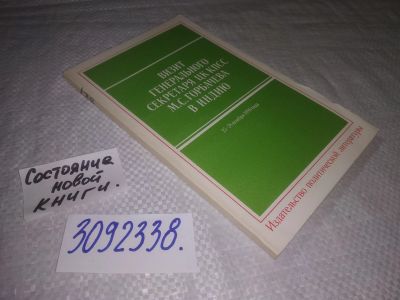 ВИЗИТ
ГЕНЕРАЛЬНОГО
СЕКРЕТАРЯ ЦК КПСС
М.С.ГОРБАЧЕВА
В ИНДИЮ
Издательство политической литературы
Состояние
новой
книги.
3092338.